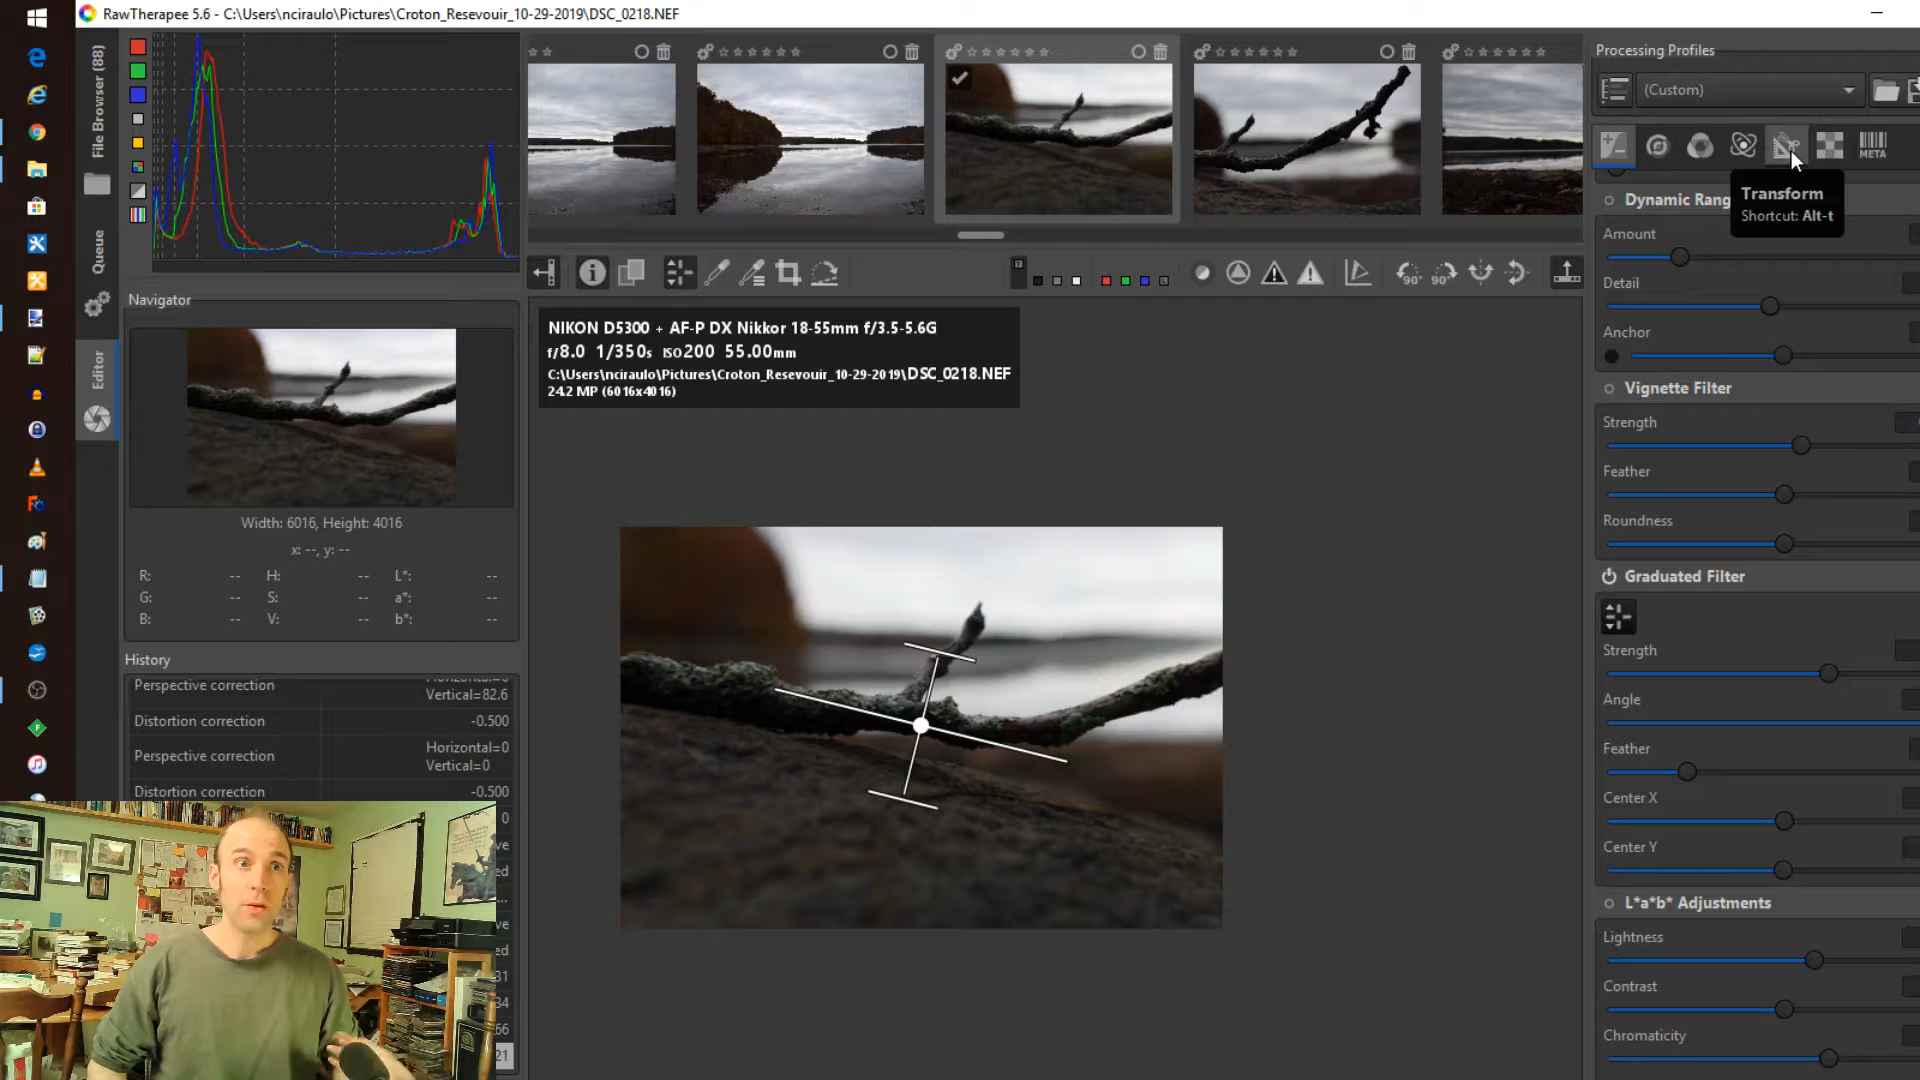 RawTherapee 5.6 - C:\Users\nciraulo\Pictures\Croton_Resevouir_10-29-2019\DSC_0218.NEF
File Browser (88)
Queue
Editor
Navigator
Width: 6016, Height: 4016
x: --, y: --
R: -- H: -- L*: --
G: -- S: -- a*: --
B: -- V: -- b*: --
History
Perspective correction
Vertical=82.6
Distortion correction -0.500
Perspective correction
Horizontal=0
Vertical=0
Distortion correction -0.500
NIKON D5300 + AF-P DX Nikkor 18-55mm f/3.5-5.6G
f/8.0 1/350s ISO200 55.00mm
C:\Users\nciraulo\Pictures\Croton_Resevouir_10-29-2019\DSC_0218.NEF
24.2 MP (6016x4016)
90°
90°
Processing Profiles
(Custom)
META
Transform
Shortcut: Alt-t
Dynamic Rang
Amount
Detail
Anchor
Vignette Filter
Strength
Feather
Roundness
Graduated Filter
Strength
Angle
Feather
Center X
Center Y
L*a*b* Adjustments
Lightness
Contrast
Chromaticity